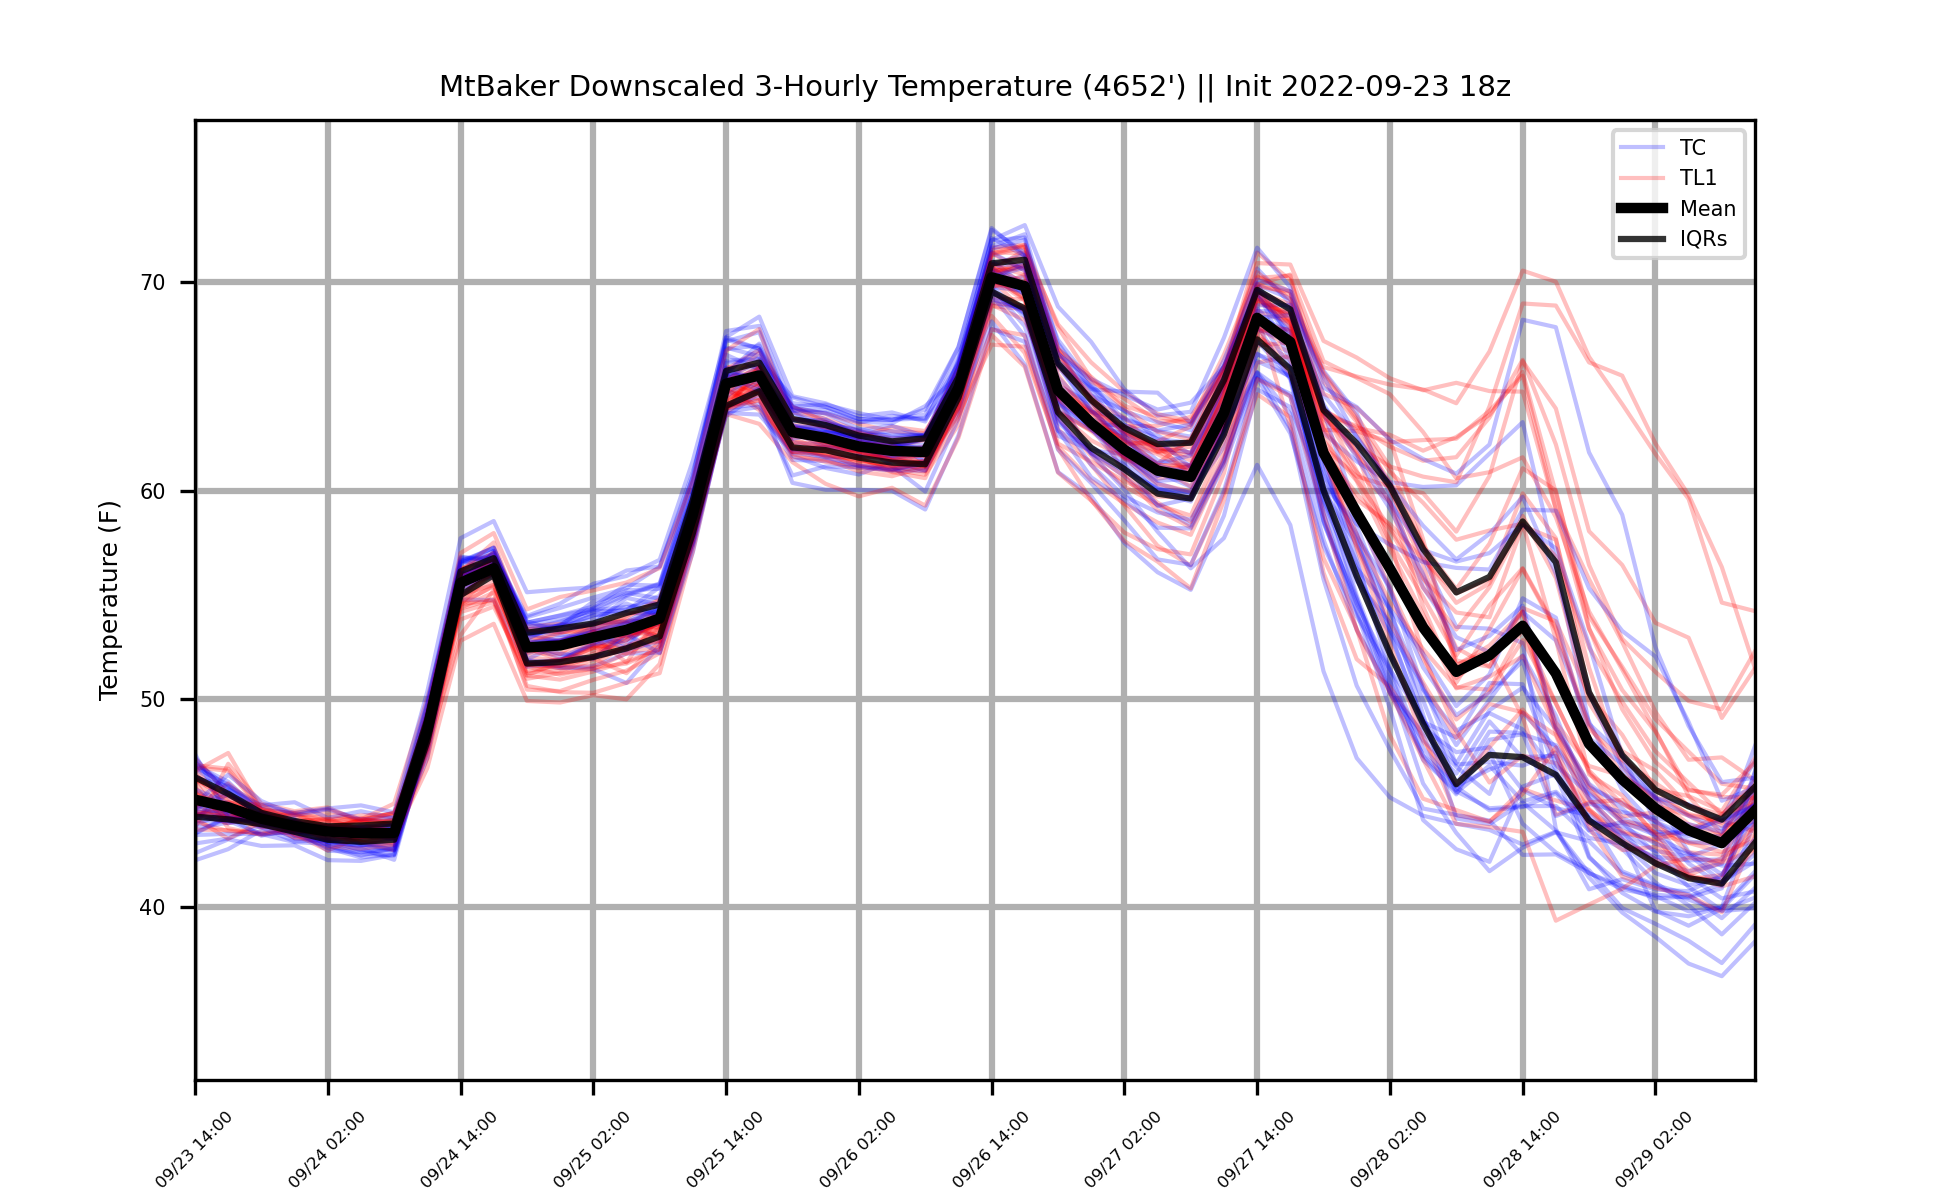 MtBaker Downscaled 3-Hourly Temperature (4652') || Init 2022-09-23 18z
TC
TL1
Mean
IQRs
Temperature (F)
70
60
50
40
09/23 14:00
09/24 02:00
09/24 14:00
09/25 02:00
09/25 14:00
09/26 02:00
09/26 14:00
09/27 02:00
09/27 14:00
09/28 02:00
09/28 14:00
09/29 02:00